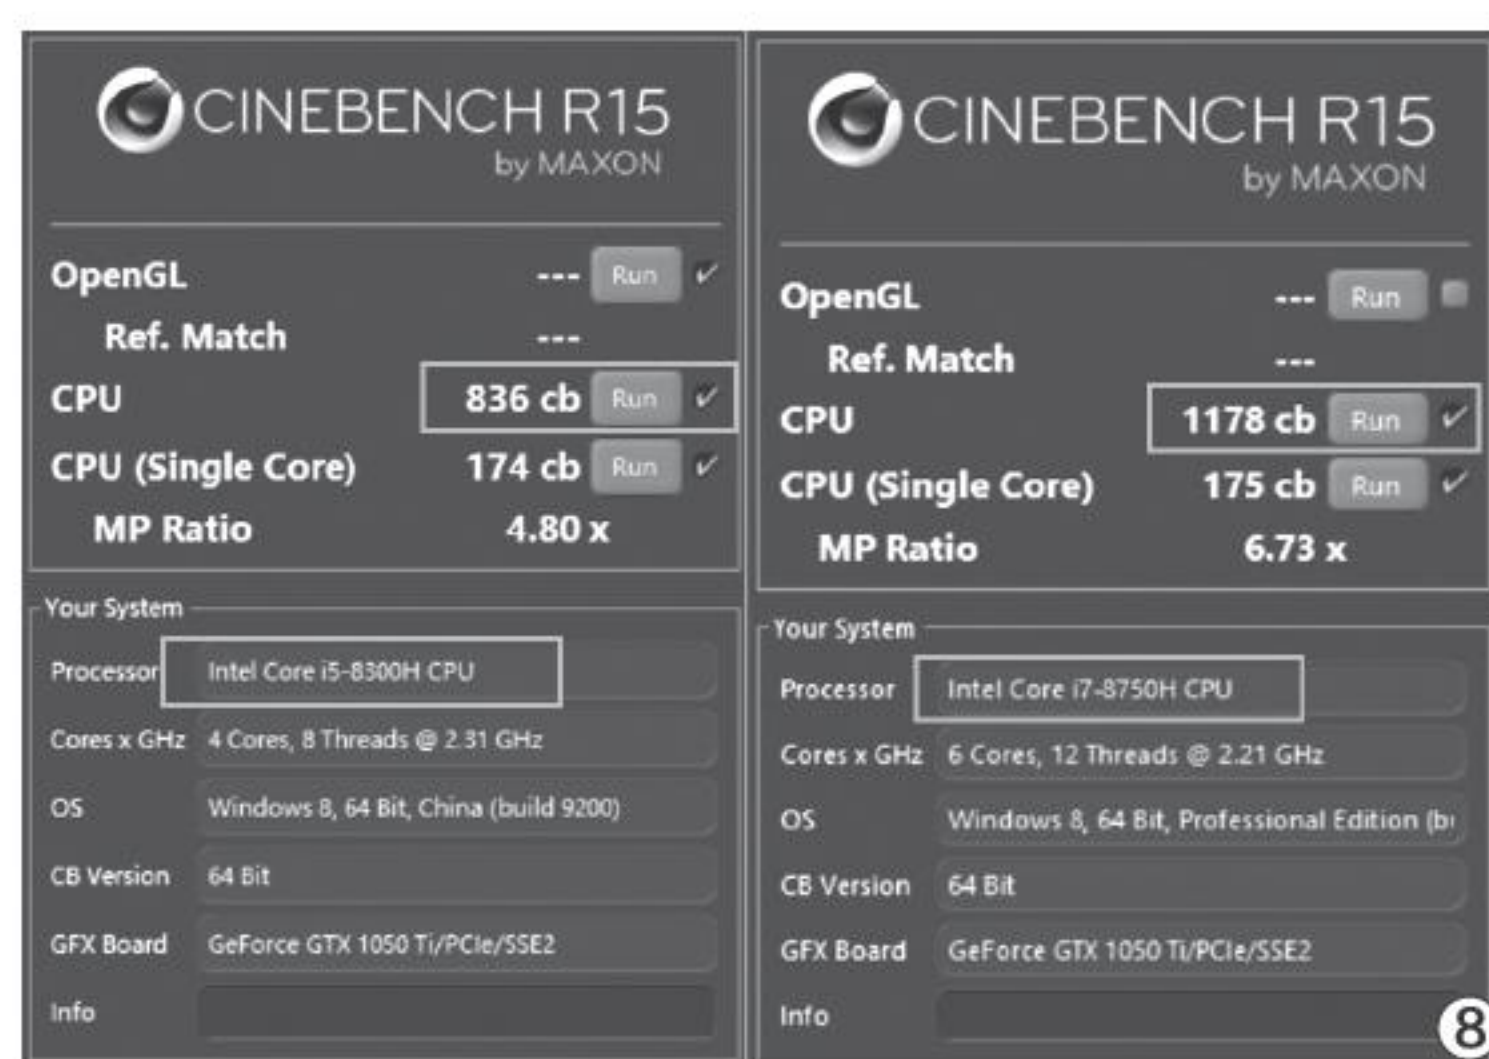 CINEBENCH R15
by MAXON
OpenGL --- Run
Ref. Match ---
CPU 836 cb Run
CPU (Single Core) 174 cb Run
MP Ratio 4.80 x
Your System
Processor Intel Core i5-8300H CPU
Cores x GHz 4 Cores, 8 Threads @ 2.31 GHz
OS Windows 8, 64 Bit, China (build 9200)
CB Version 64 Bit
GFX Board GeForce GTX 1050 Ti/PCIe/SSE2
Info
CINEBENCH R15
by MAXON
OpenGL --- Run
Ref. Match ---
CPU 1178 cb Run
CPU (Single Core) 175 cb Run
MP Ratio 6.73 x
Your System
Processor Intel Core i7-8750H CPU
Cores x GHz 6 Cores, 12 Threads @ 2.21 GHz
OS Windows 8, 64 Bit, Professional Edition
CB Version 64 Bit
GFX Board GeForce GTX 1050 Ti/PCIe/SSE2
Info
8